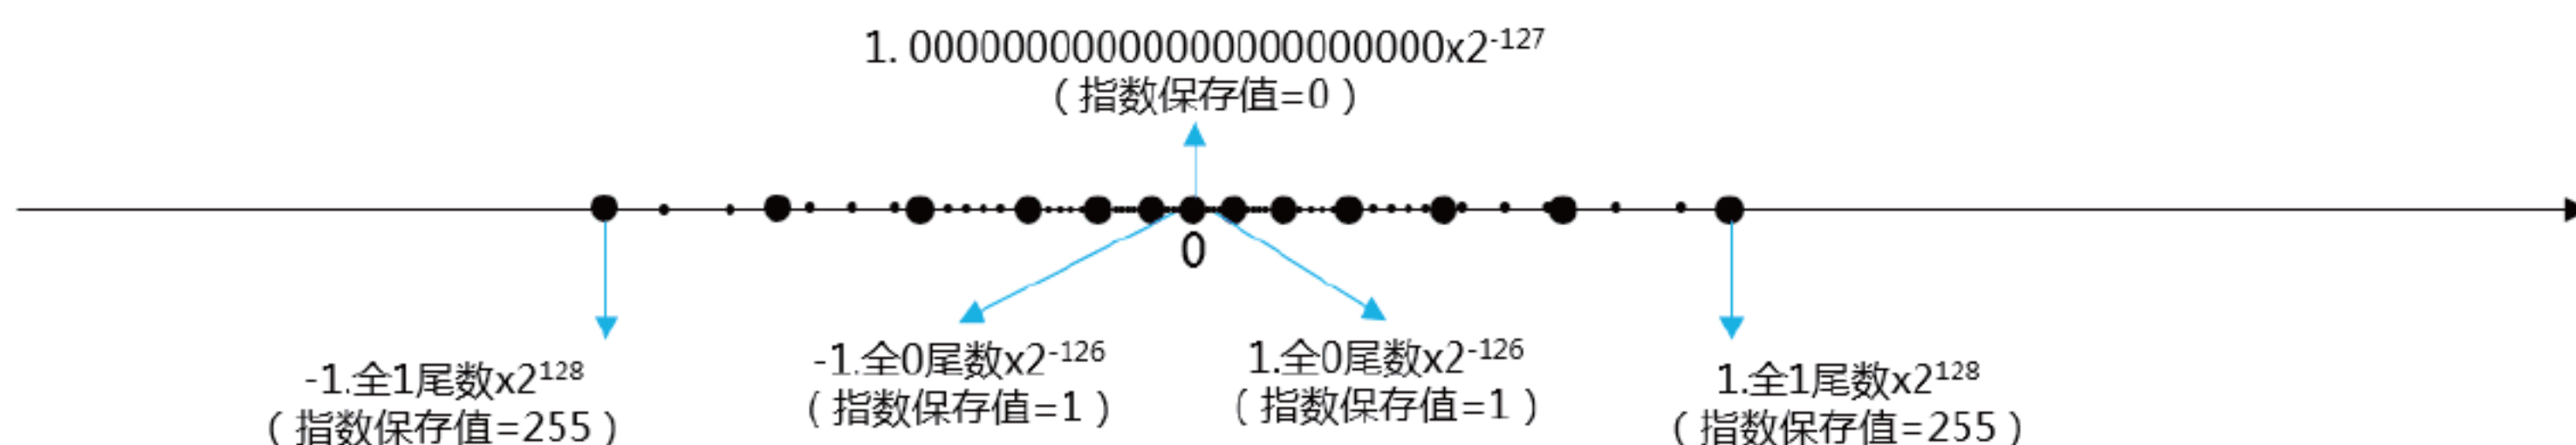 1. 00000000000000000000000x2⁻¹²⁷
(指数保存值=0)
0
-1.全0尾数x2⁻¹²⁶
(指数保存值=1)
1.全0尾数x2⁻¹²⁶
(指数保存值=1)
-1.全1尾数x2¹²⁸
(指数保存值=255)
1.全1尾数x2¹²⁸
(指数保存值=255)